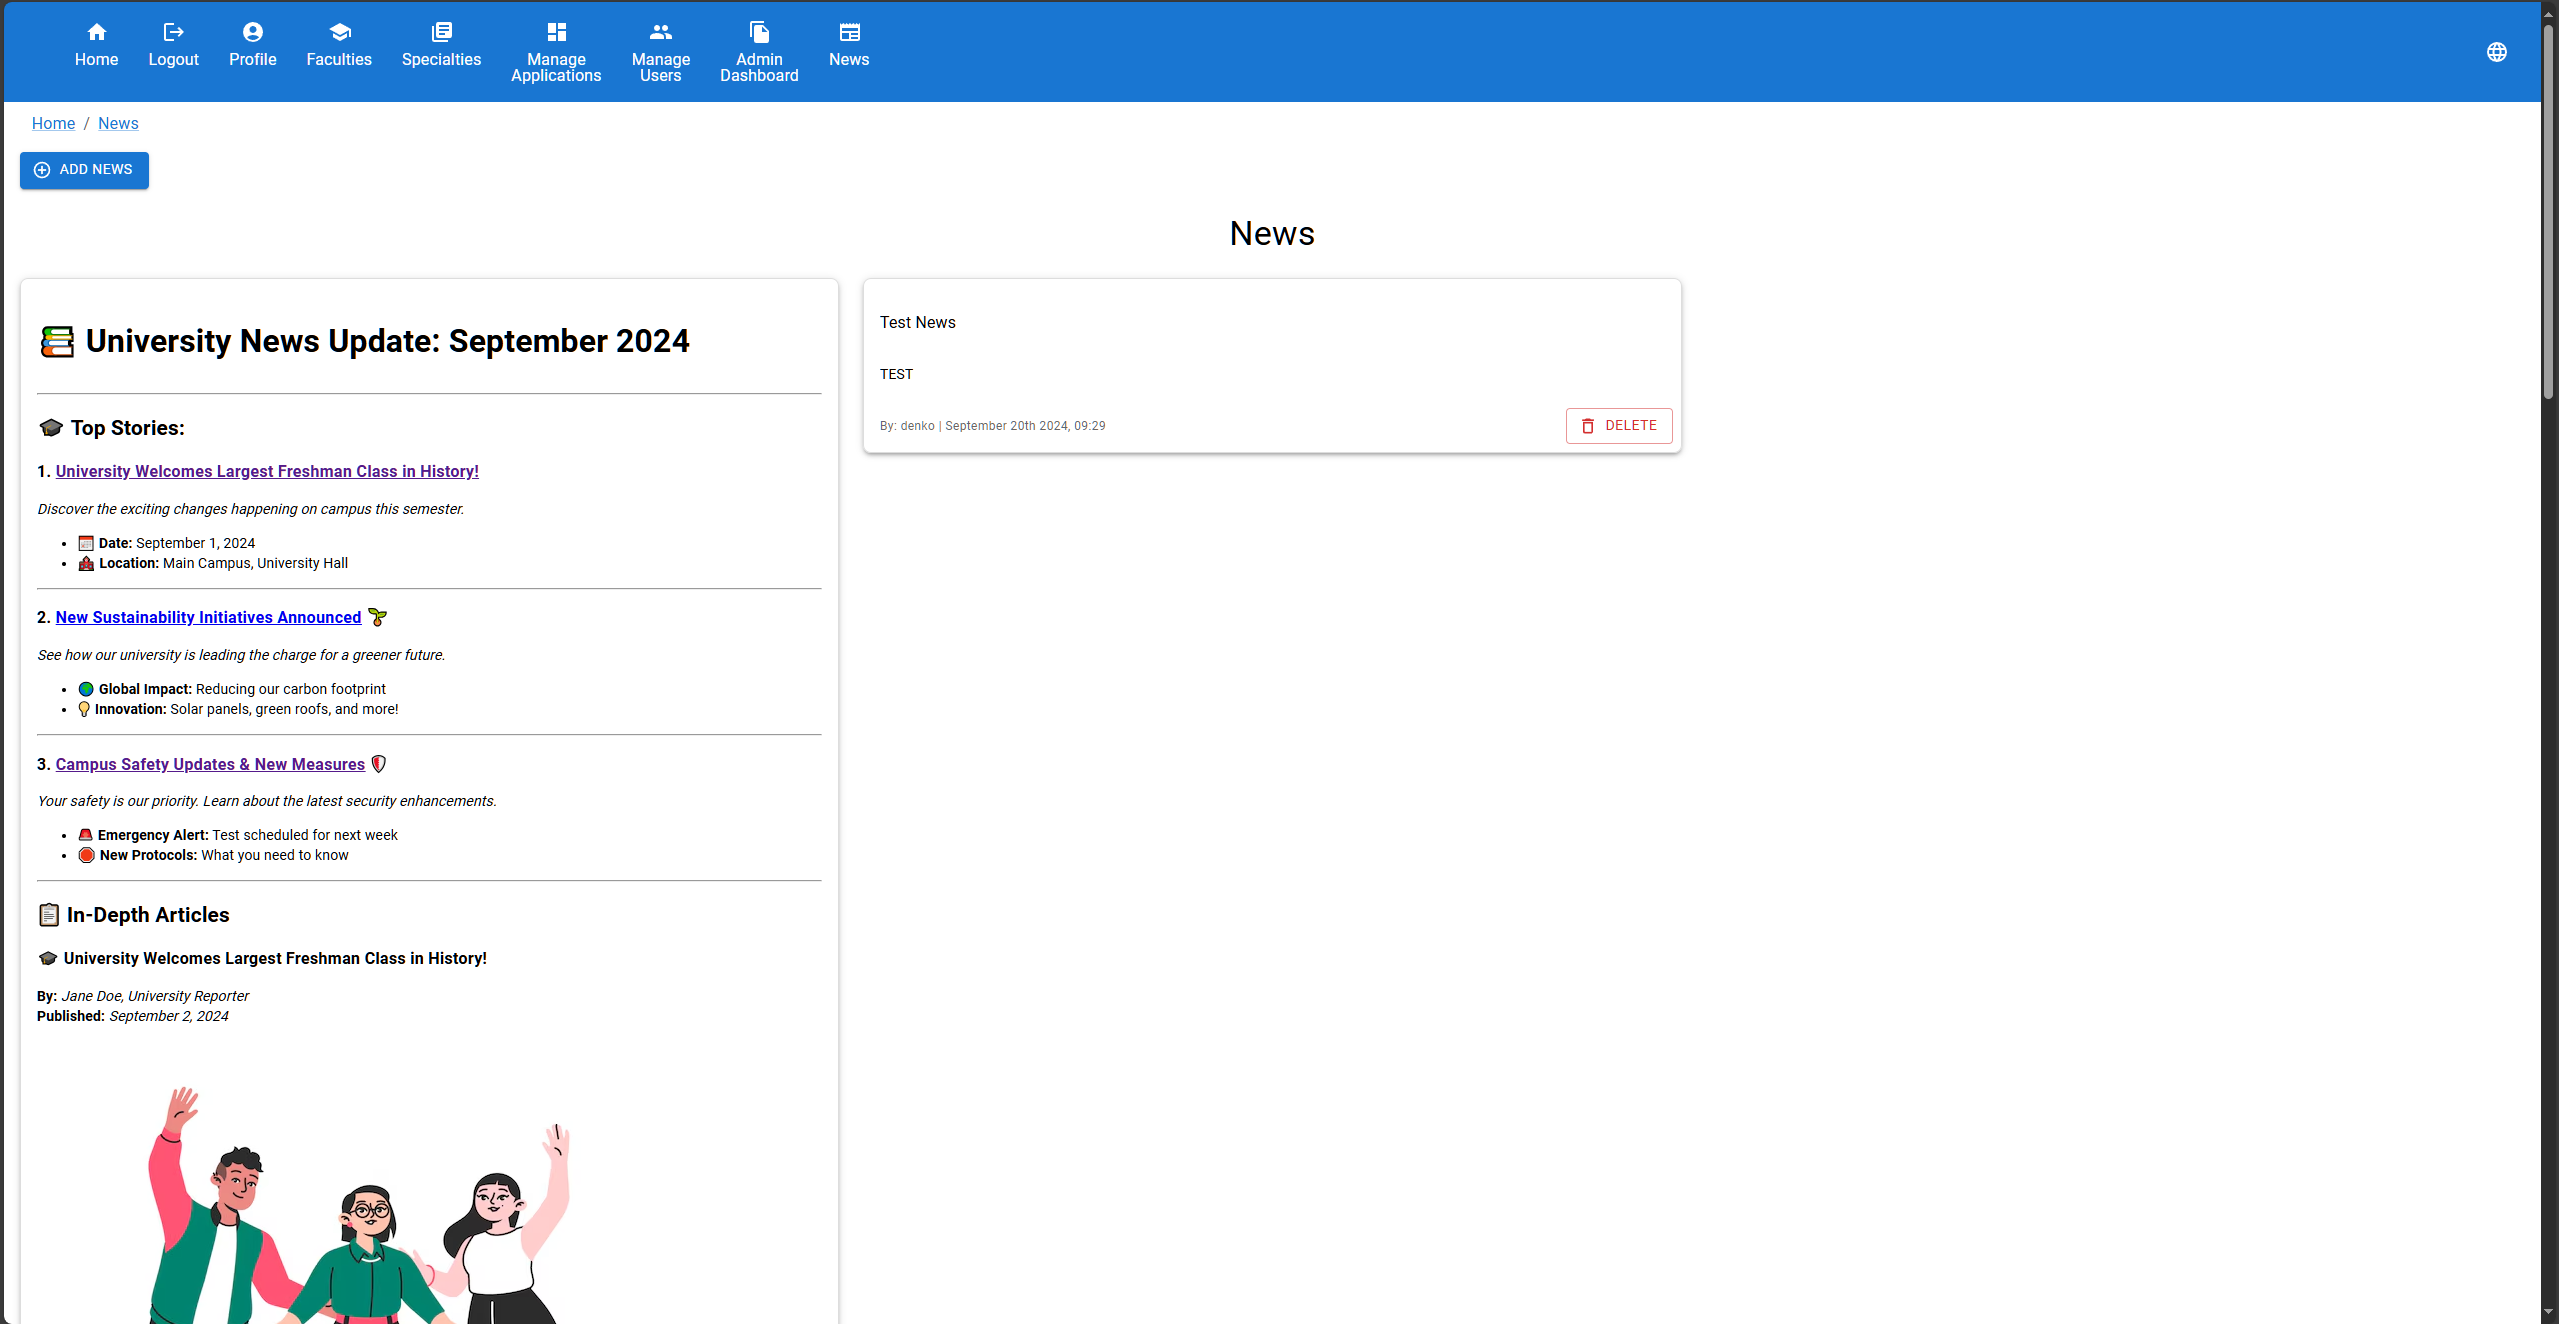 Home
Logout
Profile
Faculties
Specialties
Manage
Applications
Manage
Users
Admin
Dashboard
News
Home / News
ADD NEWS
News
University News Update: September 2024
Top Stories:
1. University Welcomes Largest Freshman Class in History!
Discover the exciting changes happening on campus this semester.
Date: September 1, 2024
Location: Main Campus, University Hall
2. New Sustainability Initiatives Announced
See how our university is leading the charge for a greener future.
Global Impact: Reducing our carbon footprint
Innovation: Solar panels, green roofs, and more!
3. Campus Safety Updates & New Measures
Your safety is our priority. Learn about the latest security enhancements.
Emergency Alert: Test scheduled for next week
New Protocols: What you need to know
In-Depth Articles
University Welcomes Largest Freshman Class in History!
By: Jane Doe, University Reporter
Published: September 2, 2024
Test News
TEST
By: denko | September 20th 2024, 09:29
DELETE